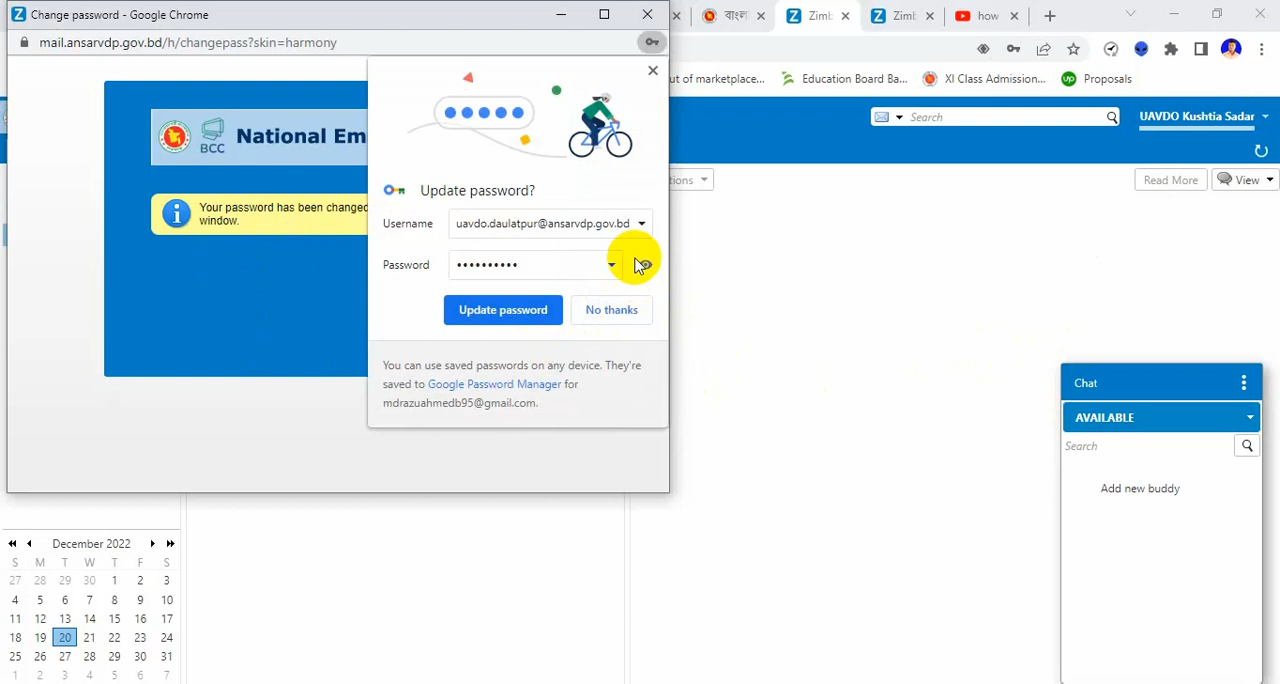 Change password - Google Chrome
mail.ansarvdp.gov.bd/h/changepass?skin=harmony
National Em
BCC
Your password has been changed
window.
Update password?
Username
uavdo.daulatpur@ansarvdp.gov.bd
Password
••••••••••
Update password
No thanks
You can use saved passwords on any device. They're
saved to Google Password Manager for
mdrazuahmedb95@gmail.com.
বাংল
Zimb
Zimb
how
ut of marketplace...
Education Board Ba...
XI Class Admission...
up
Proposals
Search
UAVDO Kushtia Sadar
ions
Read More
View
Chat
AVAILABLE
Search
Add new buddy
December 2022
S M T W T F S
27 28 29 30 1 2 3
4 5 6 7 8 9 10
11 12 13 14 15 16 17
18 19 20 21 22 23 24
25 26 27 28 29 30 31
1 2 3 4 5 6 7